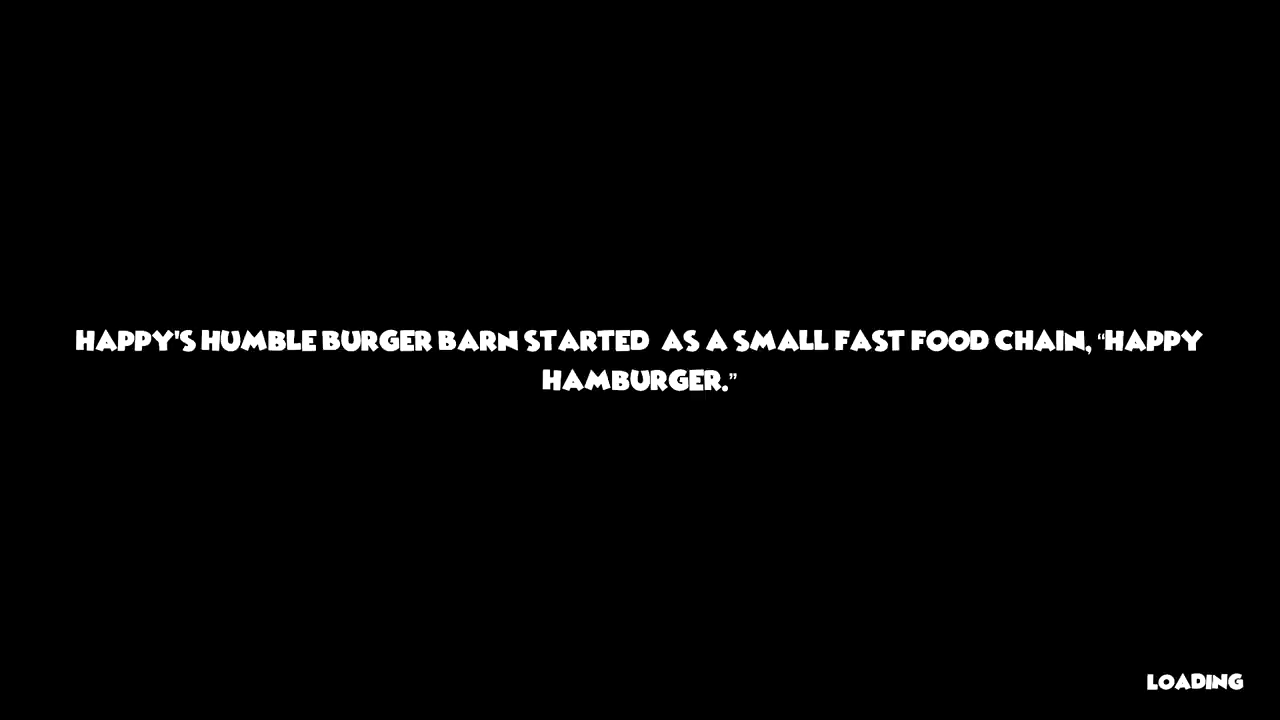 HAPPY'S HUMBLE BURGER BARN STARTED  AS A SMALL FAST FOOD CHAIN, “HAPPY
HAMBURGER.”
LOADING